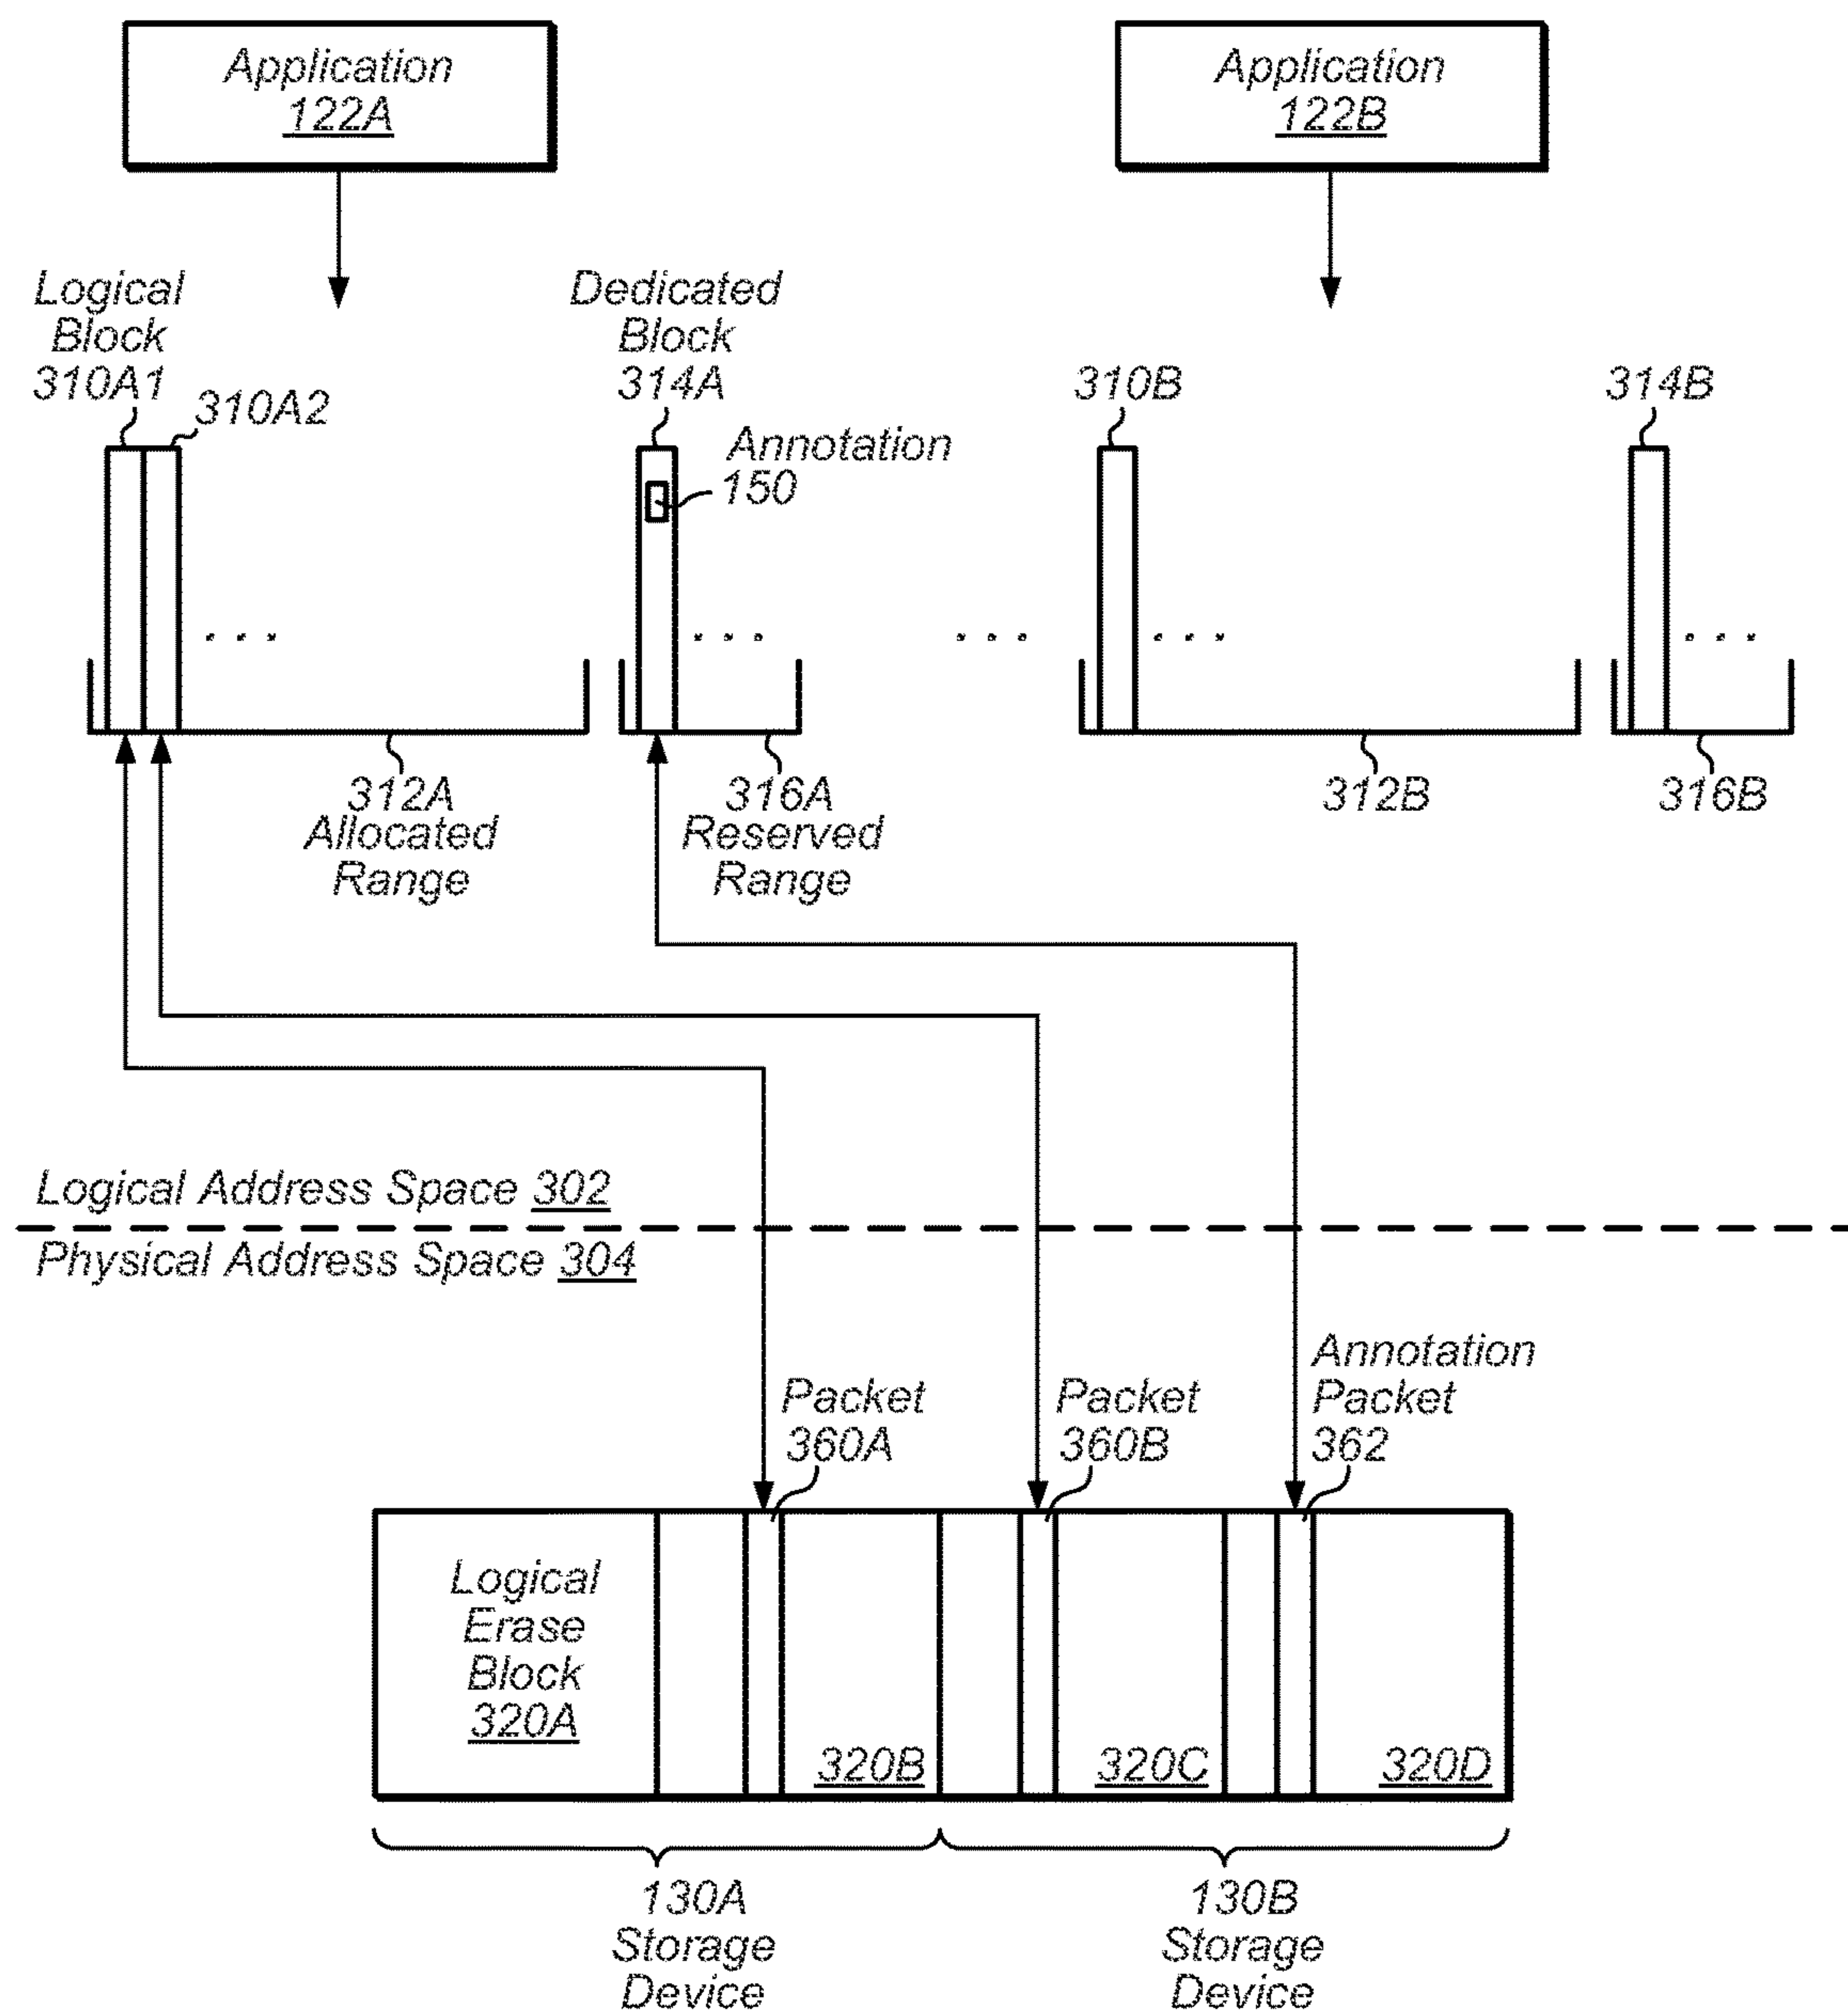 Application
122A
Application
122B
Logical
Block
310A1
310A2
Dedicated
Block
314A
Annotation
150
310B
314B
. . .
. . .
. . .
. . .
. . .
312A
Allocated
Range
316A
Reserved
Range
312B
316B
Logical Address Space 302
Physical Address Space 304
Packet
360A
Packet
360B
Annotation
Packet
362
Logical
Erase
Block
320A
320B
320C
320D
130A
Storage
Device
130B
Storage
Device